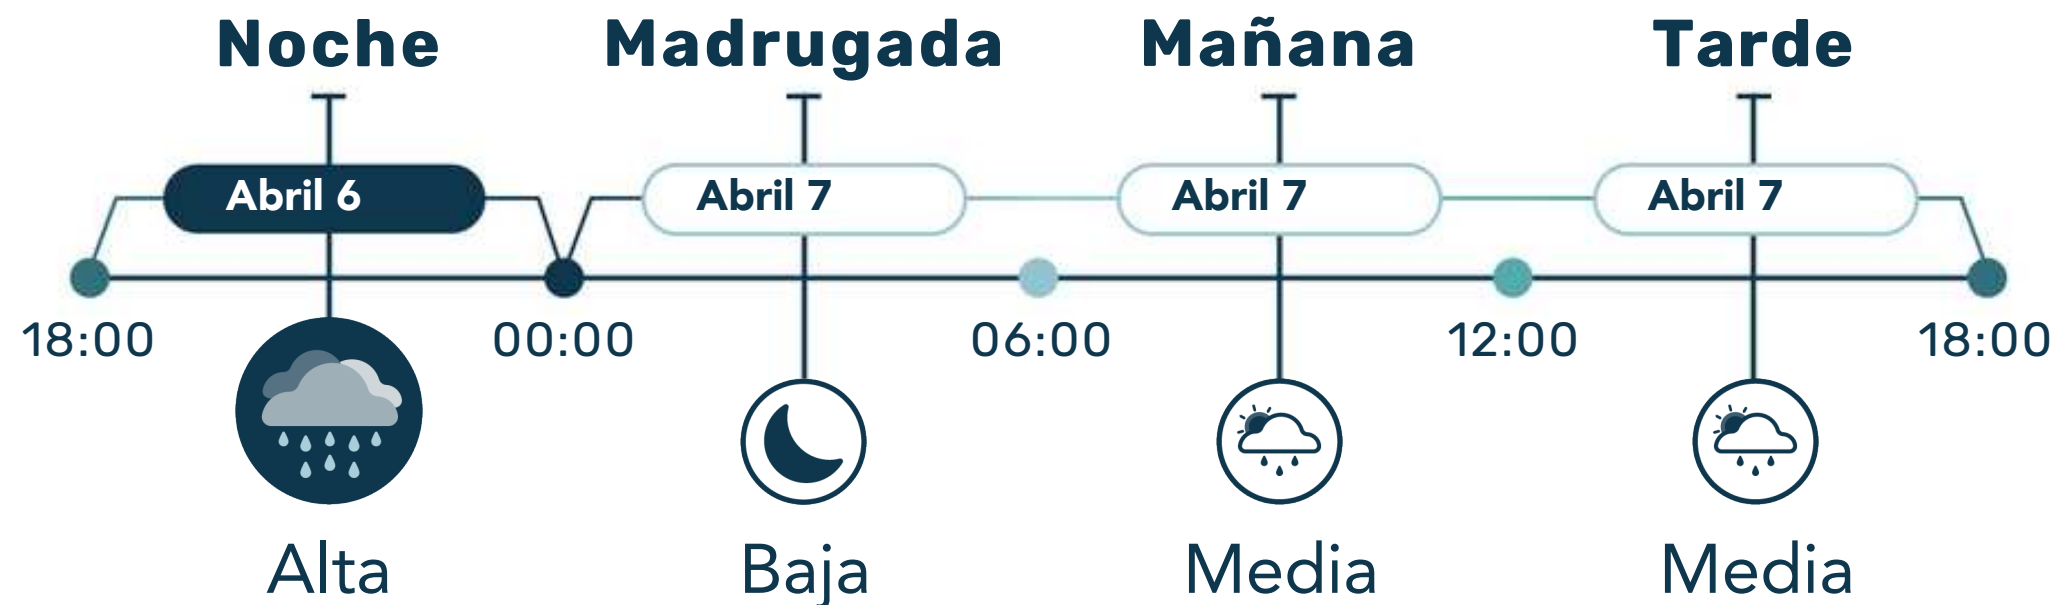 Noche Madrugada Mañana Tarde
Abril 6 Abril 7 Abril 7 Abril 7
18:00 00:00 06:00 12:00 18:00
Alta Baja Media Media